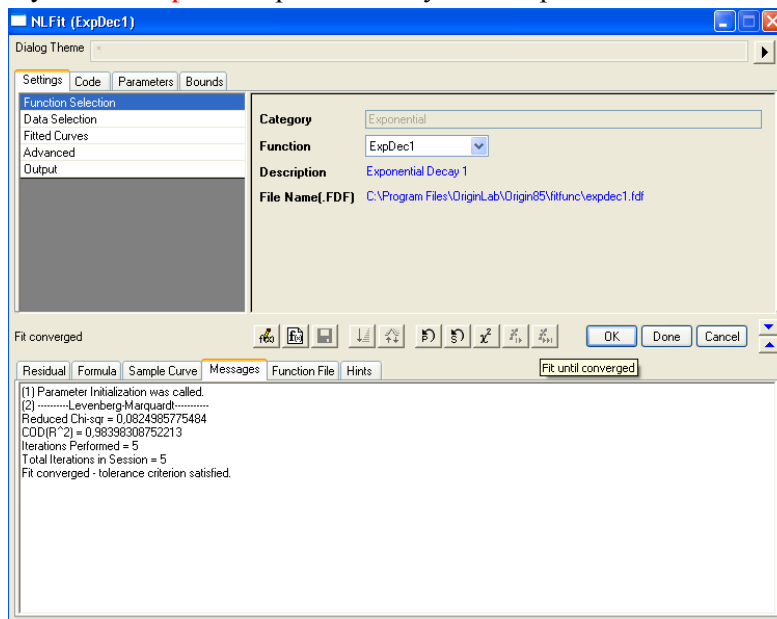 NLFit (ExpDec1)
Dialog Theme *
Settings Code Parameters Bounds
Function Selection
Data Selection
Fitted Curves
Advanced
Output
Category Exponential
Function ExpDec1
Description Exponential Decay 1
File Name(.FDF) C:\Program Files\OriginLab\Origin85\fitfunc\expdec1.fdf
Fit converged
OK Done Cancel
Fit until converged
Residual Formula Sample Curve Messages Function File Hints
(1) Parameter Initialization was called.
(2) ----------Levenberg-Marquardt----------
Reduced Chi-sqr = 0,0824985775484
COD(R^2) = 0,98398308752213
Iterations Performed = 5
Total Iterations in Session = 5
Fit converged - tolerance criterion satisfied.